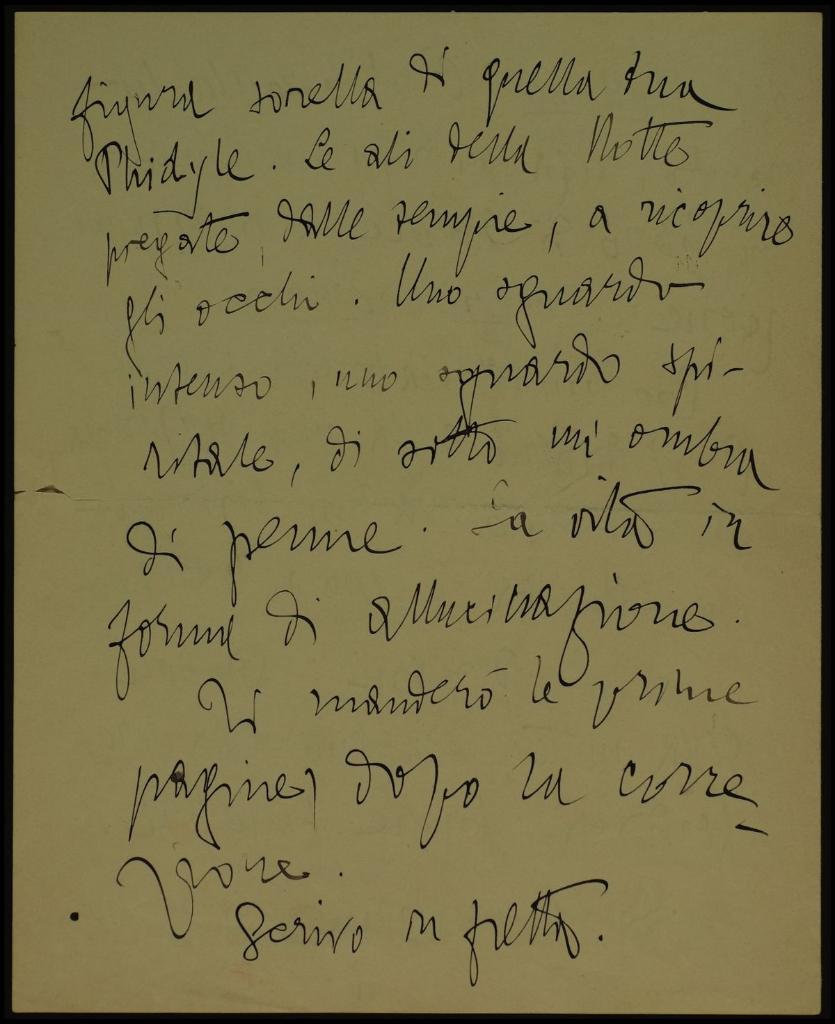 figura sorella di quella tua
Phidyle. Le ali della Notte
piegate, dalle tempie, a ricoprire
gli occhi. Uno sguardo
intenso, uno sguardo spi-
ritale, di sotto un' ombra
di penne. La vita in
forma di allucinazione.
Ti manderò le prime
pagine, dopo la corre-
zione.
Scrivo in fretta.